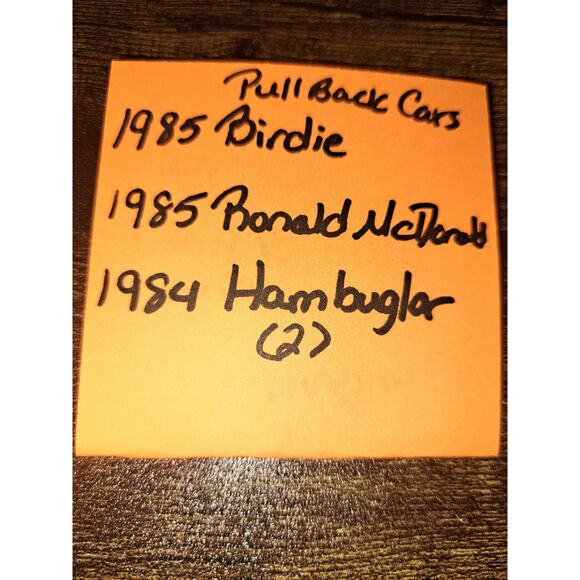 Pull Back Cars
1985 Birdie
1985 Ronald McDonald
1984 Hambuglar
(2)